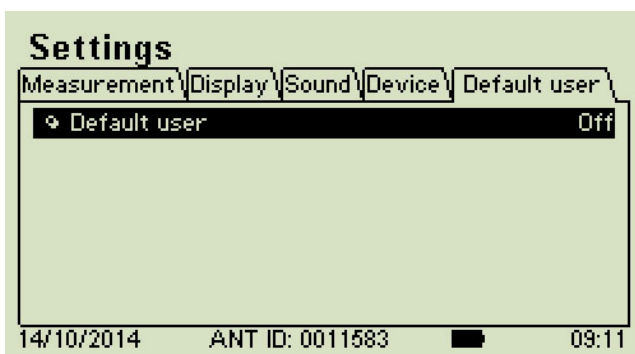 Settings
Measurement Display Sound Device Default user
Default user Off
14/10/2014 ANT ID: 0011583 09:11